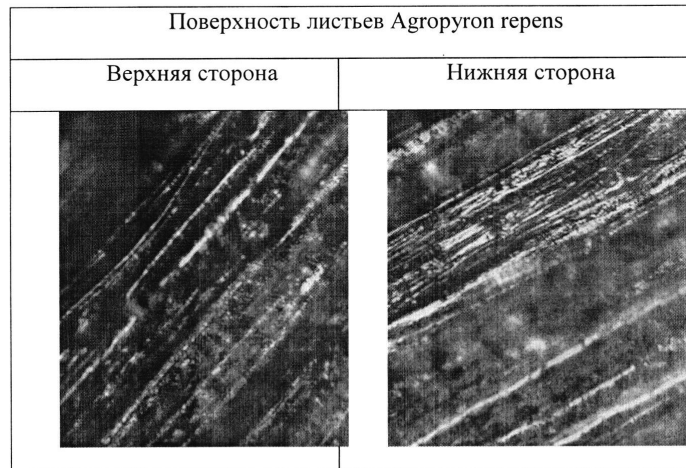 Поверхность листьев Agropyron repens
Верхняя сторона
Нижняя сторона